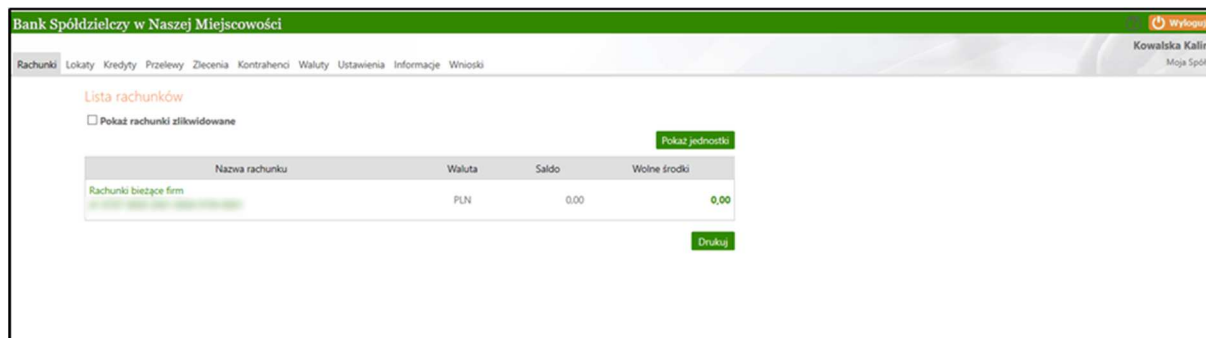 Bank Spółdzielczy w Naszej Miejscowości
Wyloguj
Kowalska Kalin
Moja Spół
Rachunki Lokaty Kredyty Przelewy Zlecenia Kontrahenci Waluty Ustawienia Informacje Wnioski
Lista rachunków
Pokaż rachunki zlikwidowane
Pokaż jednostki
Nazwa rachunku Waluta Saldo Wolne środki
Rachunki bieżące firm
PLN 0.00 0,00
Drukuj